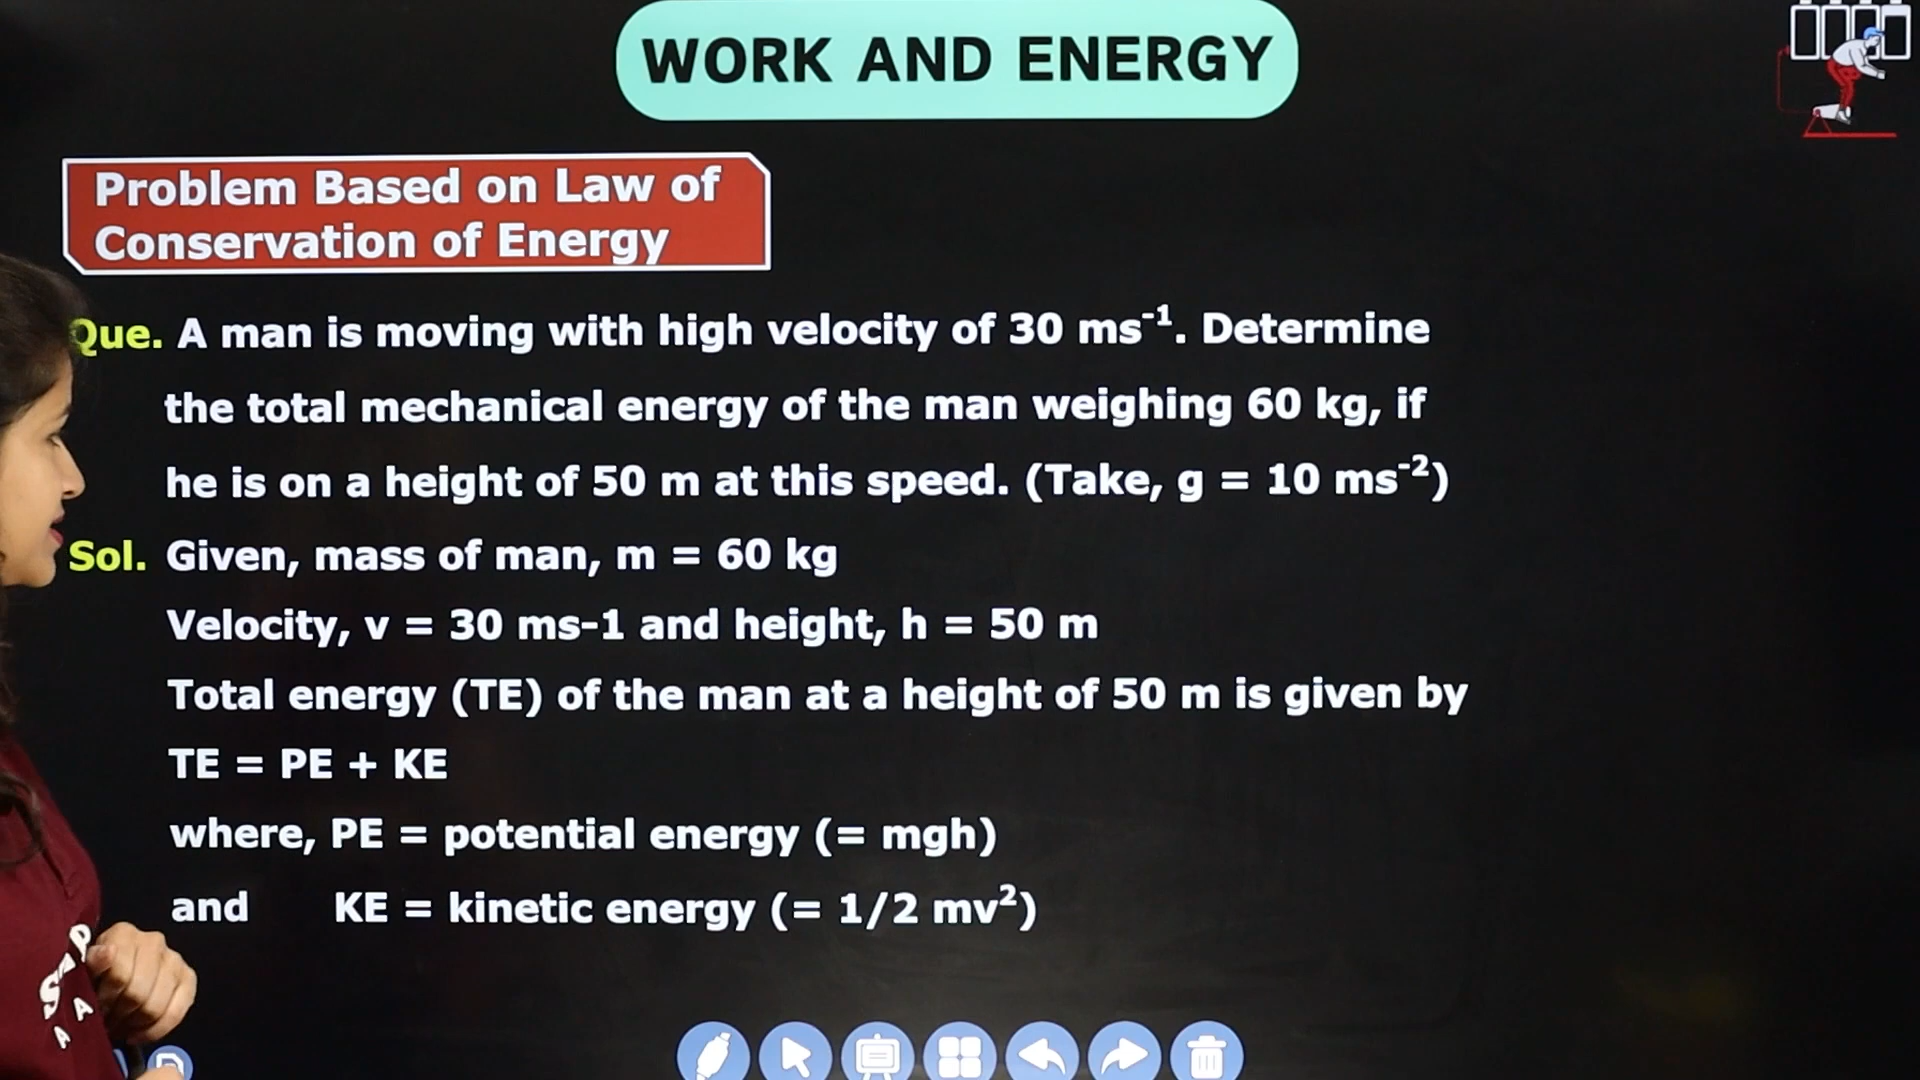 WORK AND ENERGY
Problem Based on Law of
Conservation of Energy
Que. A man is moving with high velocity of 30 ms⁻¹. Determine
the total mechanical energy of the man weighing 60 kg, if
he is on a height of 50 m at this speed. (Take, g = 10 ms⁻²)
Sol. Given, mass of man, m = 60 kg
Velocity, v = 30 ms-1 and height, h = 50 m
Total energy (TE) of the man at a height of 50 m is given by
TE = PE + KE
where, PE = potential energy (= mgh)
and KE = kinetic energy (= 1/2 mv²)